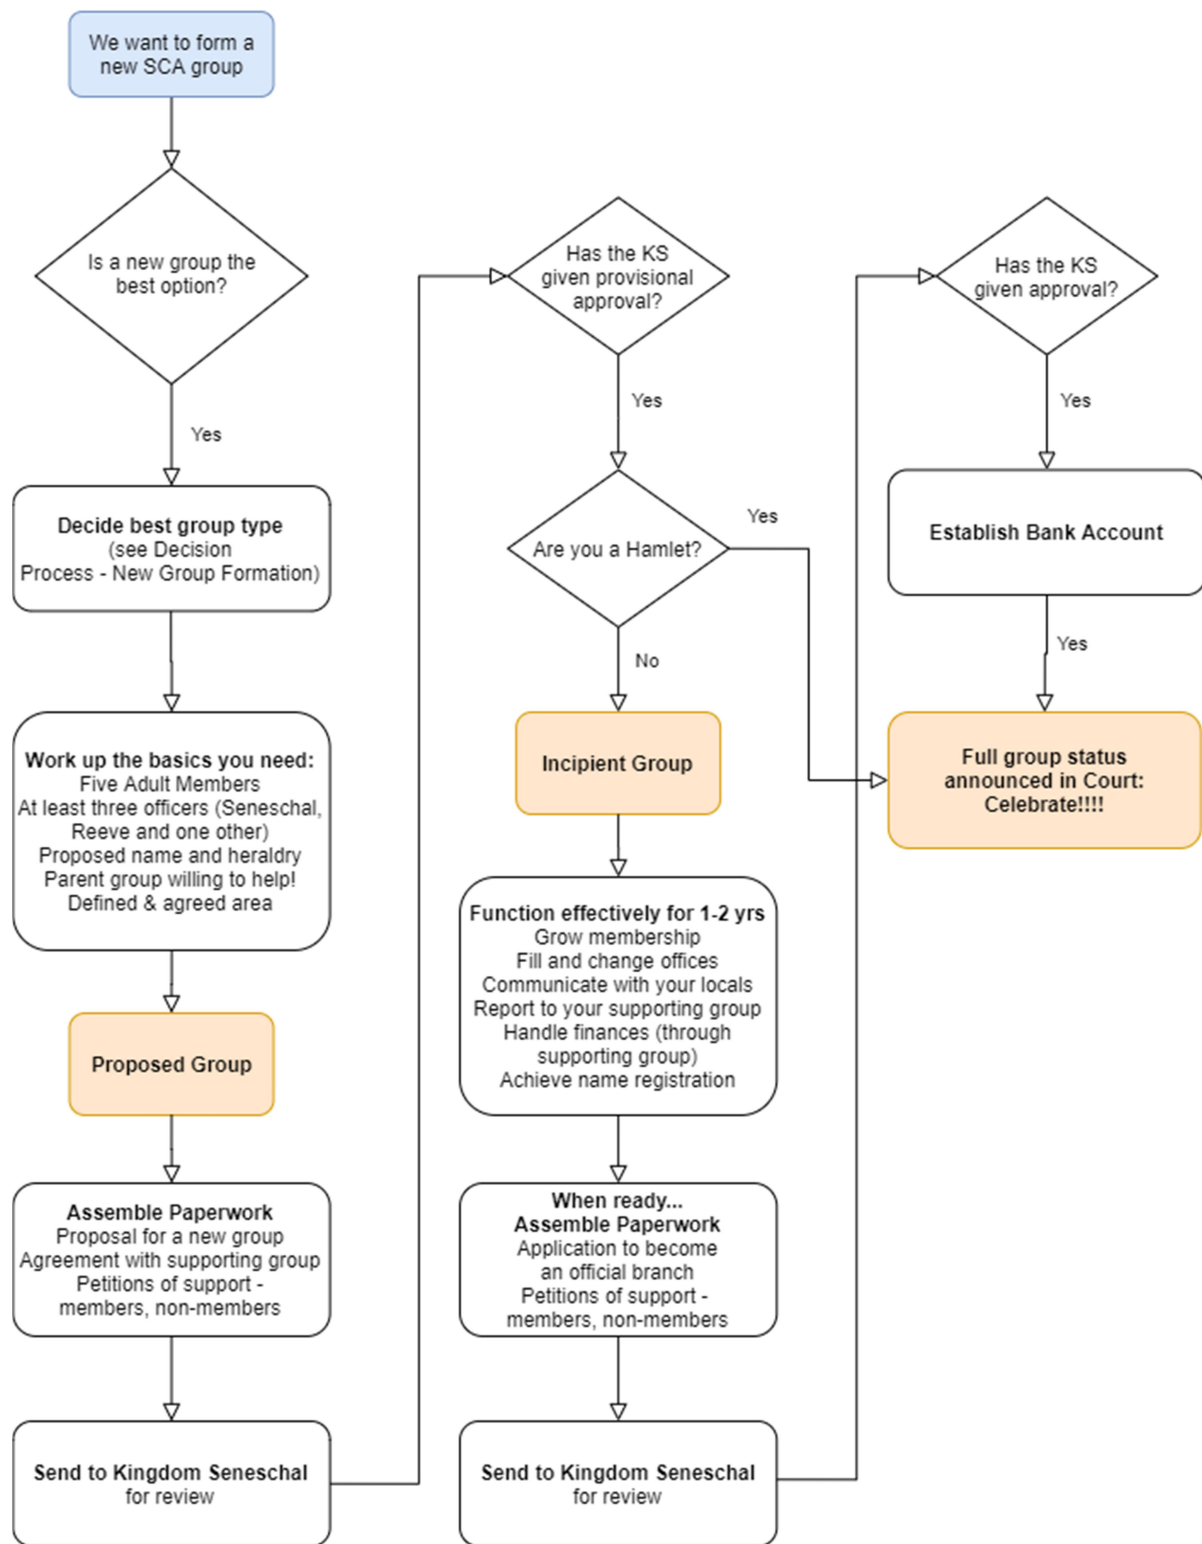 We want to form a
new SCA group
Is a new group the
best option?
Yes
Decide best group type
(see Decision
Process - New Group Formation)
Work up the basics you need:
Five Adult Members
At least three officers (Seneschal,
Reeve and one other)
Proposed name and heraldry
Parent group willing to help!
Defined & agreed area
Proposed Group
Assemble Paperwork
Proposal for a new group
Agreement with supporting group
Petitions of support -
members, non-members
Send to Kingdom Seneschal
for review
Has the KS
given provisional
approval?
Yes
Are you a Hamlet?
Yes
No
Incipient Group
Function effectively for 1-2 yrs
Grow membership
Fill and change offices
Communicate with your locals
Report to your supporting group
Handle finances (through
supporting group)
Achieve name registration
When ready...
Assemble Paperwork
Application to become
an official branch
Petitions of support -
members, non-members
Send to Kingdom Seneschal
for review
Has the KS
given approval?
Yes
Establish Bank Account
Yes
Full group status
announced in Court:
Celebrate!!!!